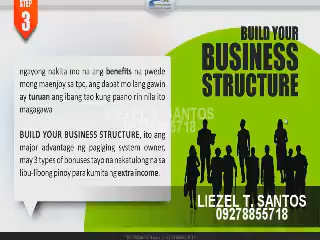 STEP
3
BUILD YOUR
BUSINESS
STRUCTURE
ngayong nakita mo na ang benefits na pwede
mong maenjoy sa tpc, ang dapat mo lang gawin
ay turuan ang ibang tao kung paano rin nila ito
magagawa
BUILD YOUR BUSINESS STRUCTURE, ito ang
major advantage ng pagiging system owner,
may 3 types of bonuses tayo na nakatulong na sa
libu-libong pinoy para kumita ng extra income.
LIEZEL T. SANTOS
09278855718
LIEZEL T. SANTOS
09278855718